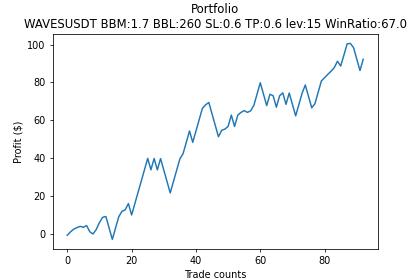 Portfolio
WAVESUSDT BBM:1.7 BBL:260 SL:0.6 TP:0.6 lev:15 WinRatio:67.0
100
80
60
40
20
0
Profit ($)
0 20 40 60 80
Trade counts